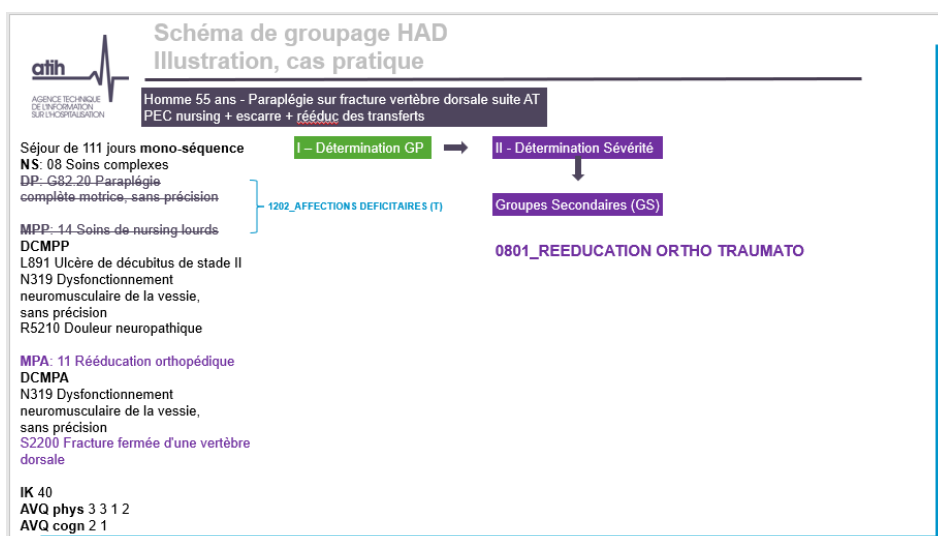 Schéma de groupage HAD
Illustration, cas pratique
atih
AGENCE TECHNIQUE
DE L'INFORMATION
SUR L'HOSPITALISATION
Homme 55 ans - Paraplégie sur fracture vertèbre dorsale suite AT
PEC nursing + escarre + rééduc des transferts
Séjour de 111 jours mono-séquence
NS: 08 Soins complexes
DP: G82.20 Paraplégie
complète motrice, sans précision
MPP: 14 Soins de nursing lourds
DCMPP
L891 Ulcère de décubitus de stade II
N319 Dysfonctionnement
neuromusculaire de la vessie,
sans précision
R5210 Douleur neuropathique
MPA: 11 Rééducation orthopédique
DCMPA
N319 Dysfonctionnement
neuromusculaire de la vessie,
sans précision
S2200 Fracture fermée d'une vertèbre
dorsale
IK 40
AVQ phys 3 3 1 2
AVQ cogn 2 1
1202_AFFECTIONS DEFICITAIRES (T)
I – Détermination GP
II - Détermination Sévérité
Groupes Secondaires (GS)
0801_REEDUCATION ORTHO TRAUMATO